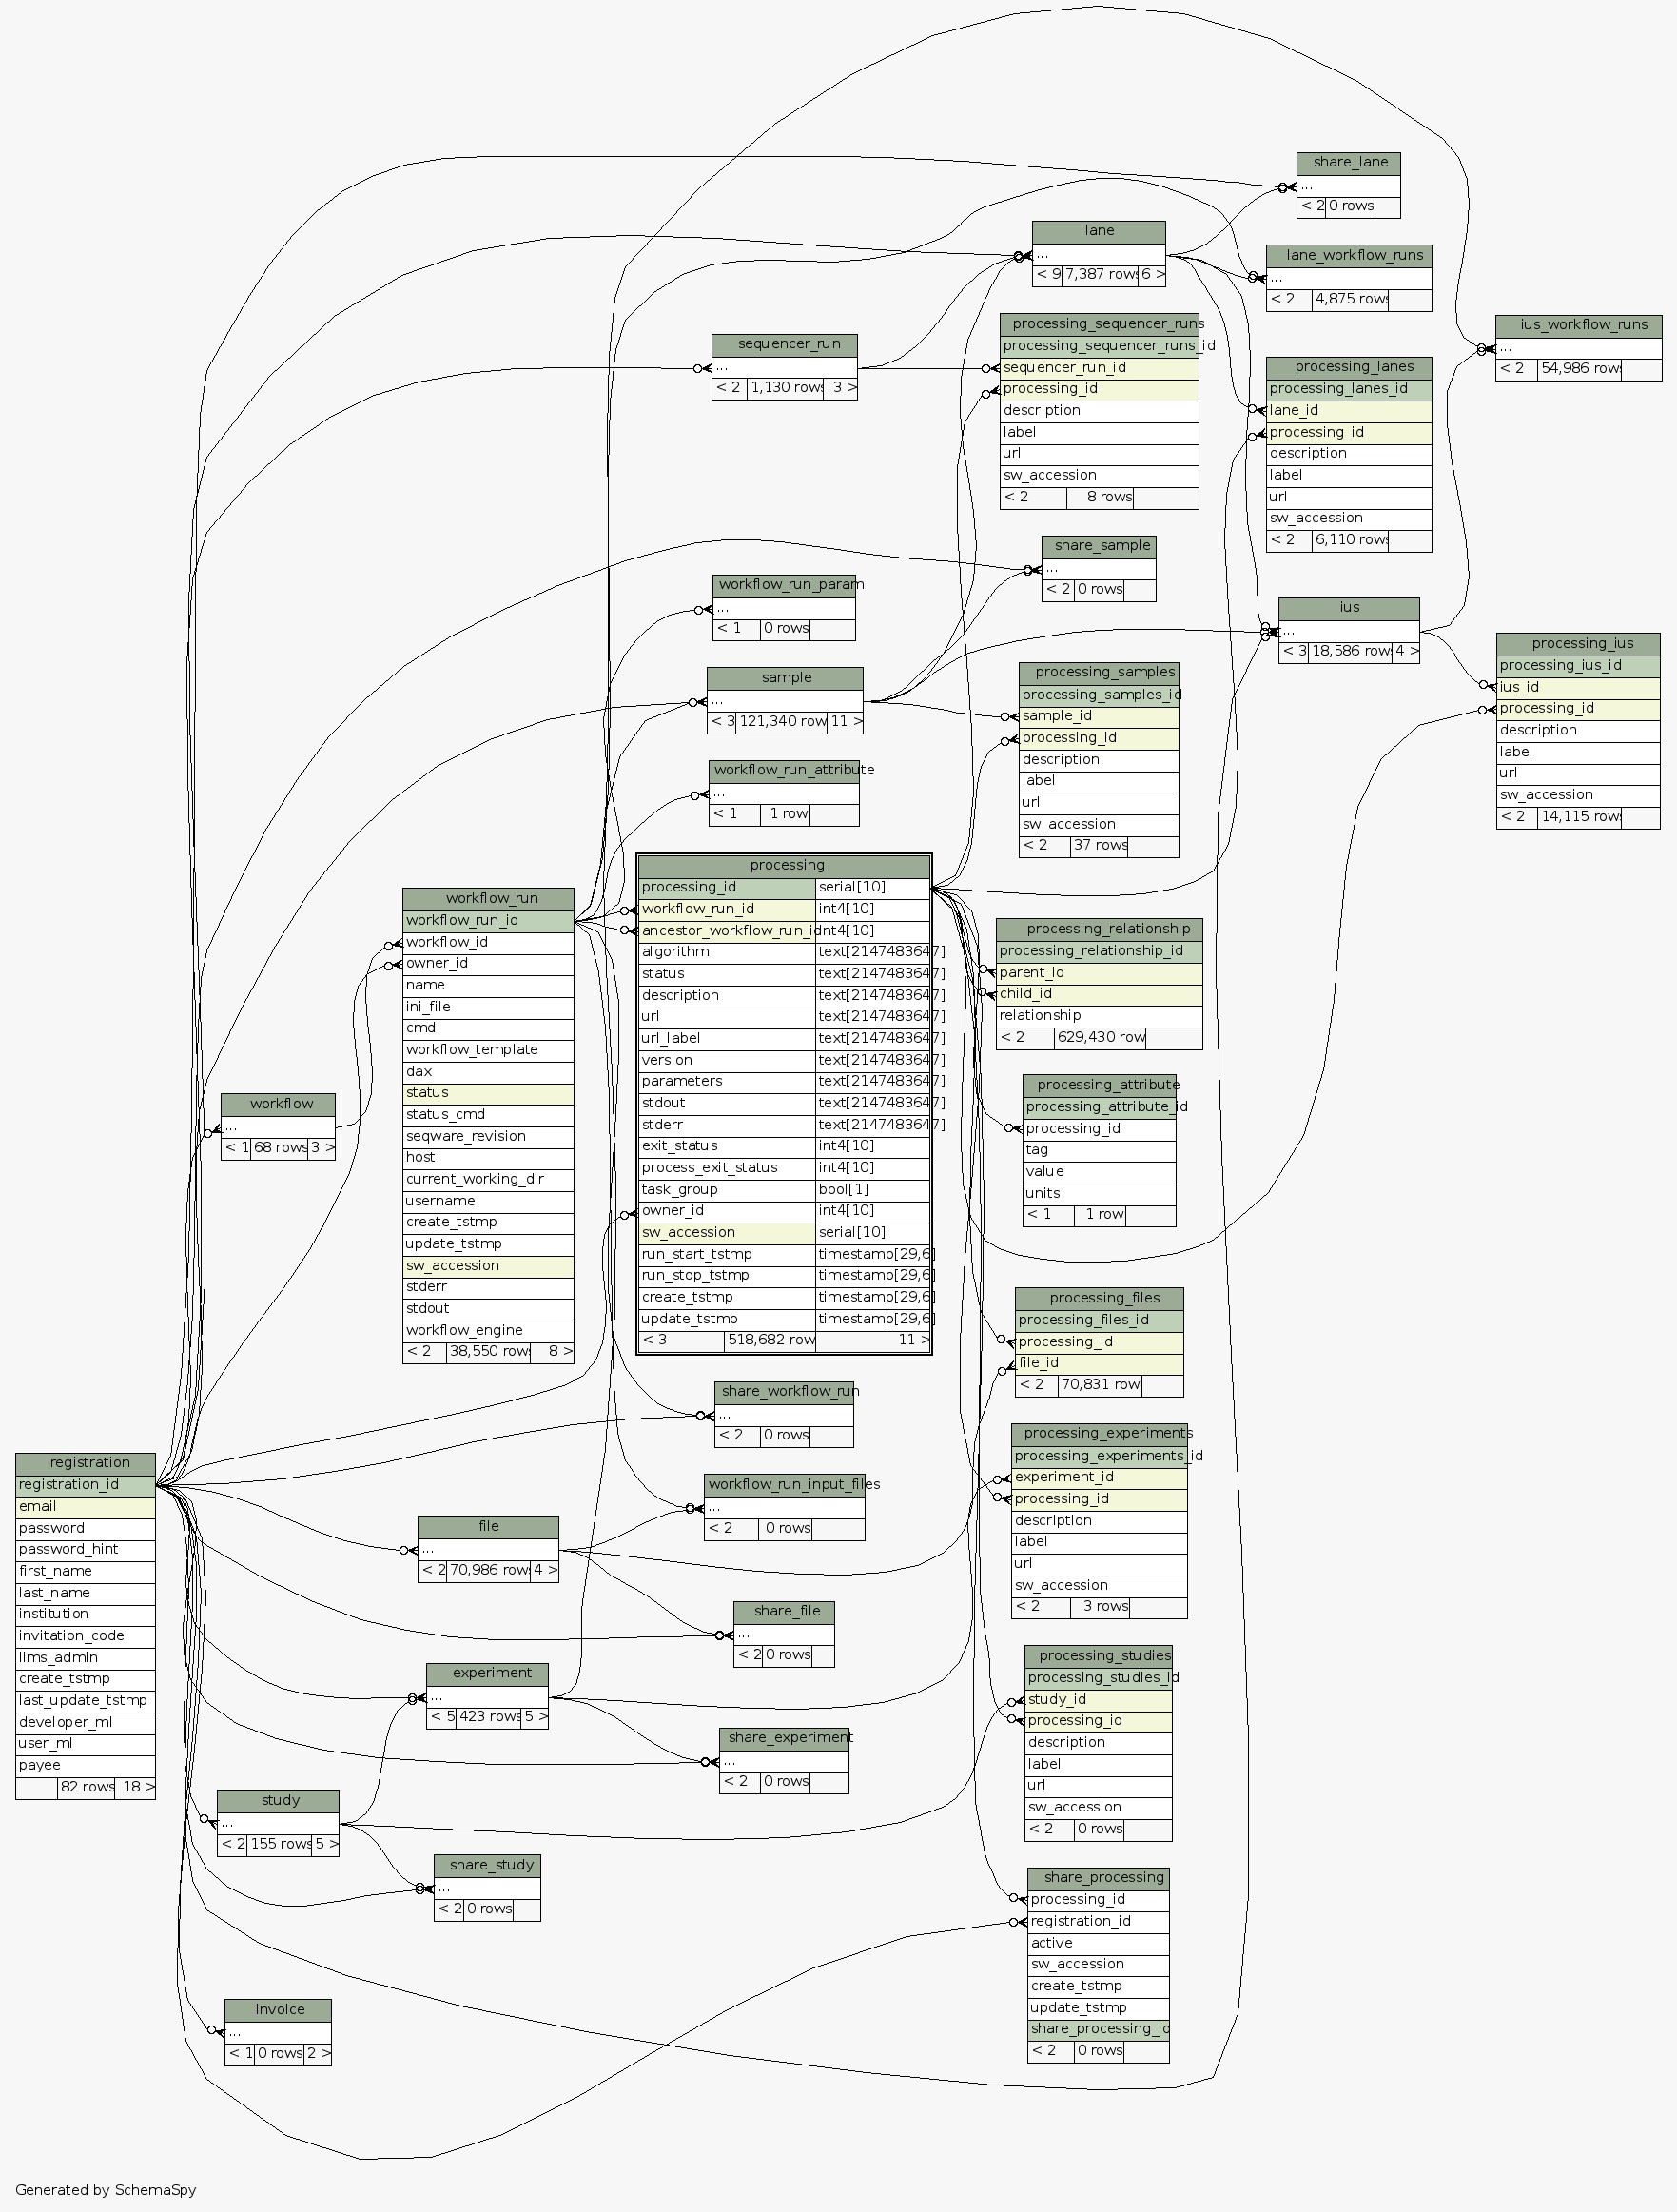 share_lane
...
< 2 0 rows
lane
...
< 9 7,387 rows 6 >
lane_workflow_runs
...
< 2 4,875 rows
processing_sequencer_runs
processing_sequencer_runs_id
sequencer_run_id
processing_id
description
label
url
sw_accession
< 2 8 rows
ius_workflow_runs
...
< 2 54,986 rows
sequencer_run
...
< 2 1,130 rows 3 >
processing_lanes
processing_lanes_id
lane_id
processing_id
description
label
url
sw_accession
< 2 6,110 rows
share_sample
...
< 2 0 rows
workflow_run_param
...
< 1 0 rows
ius
...
< 3 18,586 rows 4 >
processing_ius
processing_ius_id
ius_id
processing_id
description
label
url
sw_accession
< 2 14,115 rows
sample
...
< 3 121,340 row 11 >
processing_samples
processing_samples_id
sample_id
processing_id
description
label
url
sw_accession
< 2 37 rows
workflow_run_attribute
...
< 1 1 row
processing
processing_id serial[10]
workflow_run_id int4[10]
ancestor_workflow_run_id int4[10]
algorithm text[2147483647]
status text[2147483647]
description text[2147483647]
url text[2147483647]
url_label text[2147483647]
version text[2147483647]
parameters text[2147483647]
stdout text[2147483647]
stderr text[2147483647]
exit_status int4[10]
process_exit_status int4[10]
task_group bool[1]
owner_id int4[10]
sw_accession serial[10]
run_start_tstmp timestamp[29,6]
run_stop_tstmp timestamp[29,6]
create_tstmp timestamp[29,6]
update_tstmp timestamp[29,6]
< 3 518,682 row 11 >
workflow_run
workflow_run_id
workflow_id
owner_id
name
ini_file
cmd
workflow_template
dax
status
status_cmd
seqware_revision
host
current_working_dir
username
create_tstmp
update_tstmp
sw_accession
stderr
stdout
workflow_engine
< 2 38,550 rows 8 >
processing_relationship
processing_relationship_id
parent_id
child_id
relationship
< 2 629,430 row
processing_attribute
processing_attribute_id
processing_id
tag
value
units
< 1 1 row
workflow
...
< 1 68 rows 3 >
processing_files
processing_files_id
processing_id
file_id
< 2 70,831 rows
share_workflow_run
...
< 2 0 rows
processing_experiments
processing_experiments_id
experiment_id
processing_id
description
label
url
sw_accession
< 2 3 rows
registration
registration_id
email
password
password_hint
first_name
last_name
institution
invitation_code
lims_admin
create_tstmp
last_update_tstmp
developer_ml
user_ml
payee
82 rows 18 >
workflow_run_input_files
...
< 2 0 rows
file
...
< 2 70,986 rows 4 >
share_file
...
< 2 0 rows
experiment
...
< 5 423 rows 5 >
processing_studies
processing_studies_id
study_id
processing_id
description
label
url
sw_accession
< 2 0 rows
share_experiment
...
< 2 0 rows
study
...
< 2 155 rows 5 >
share_study
...
< 2 0 rows
share_processing
processing_id
registration_id
active
sw_accession
create_tstmp
update_tstmp
share_processing_id
< 2 0 rows
invoice
...
< 1 0 rows 2 >
Generated by SchemaSpy